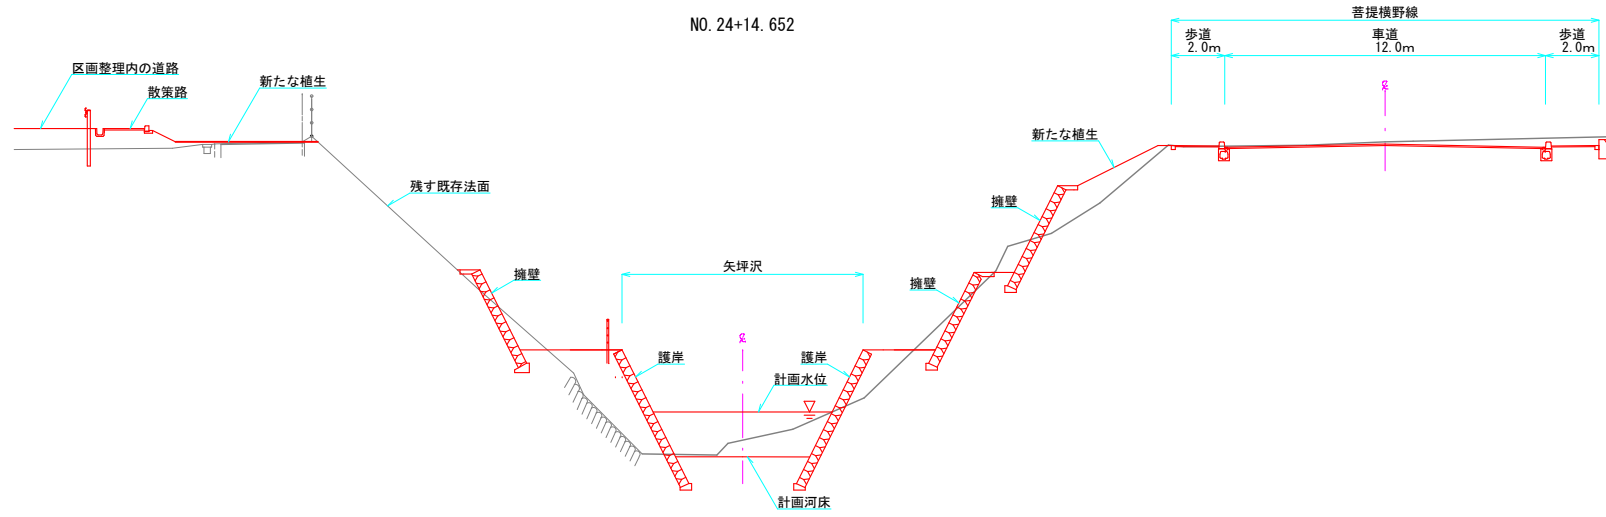 NO.24+14.652
菩提横野線
歩道
2.0m
車道
12.0m
歩道
2.0m
区画整理内の道路
散策路
新たな植生
新たな植生
残す既存法面
擁壁
擁壁
擁壁
矢坪沢
護岸
護岸
計画水位
計画河床